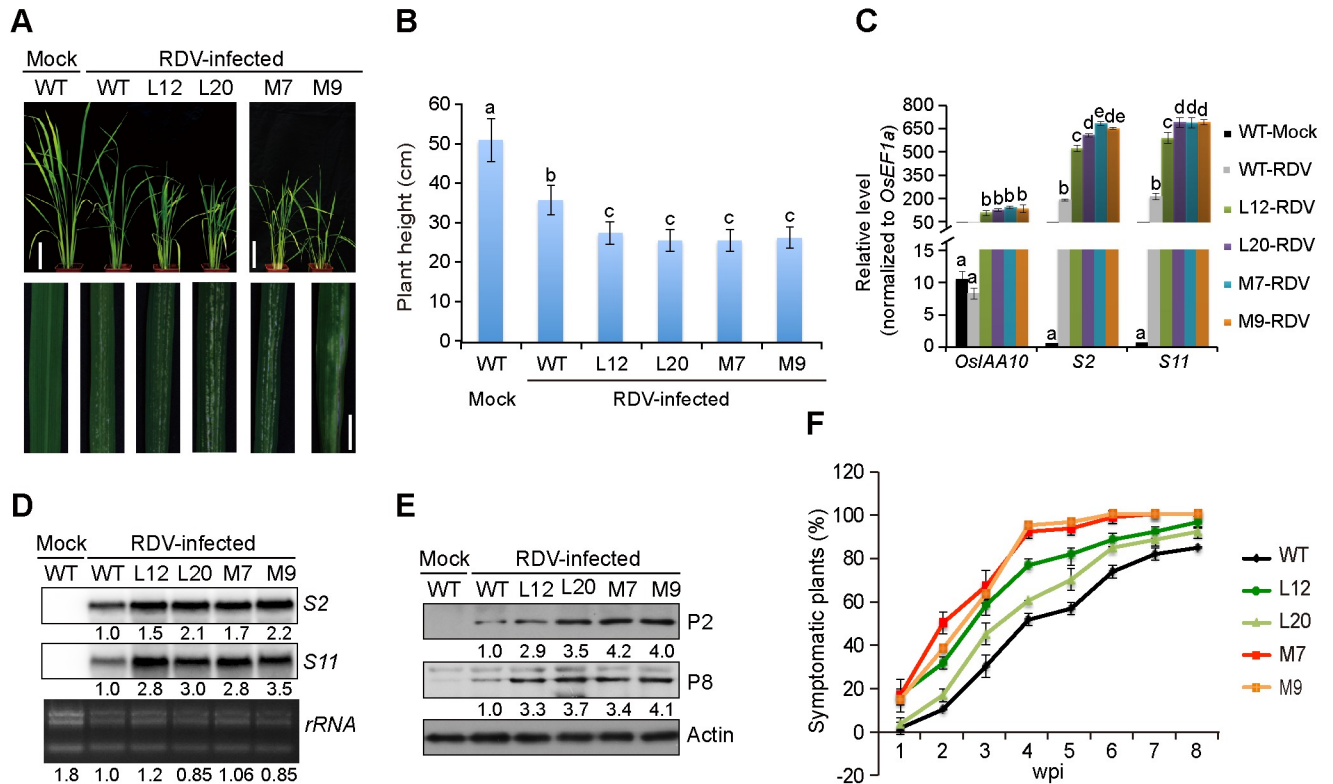 A
Mock RDV-infected
WT WT L12 L20 M7 M9
B
Plant height (cm)
60
50
40
30
20
10
0
a b c c c c
WT WT L12 L20 M7 M9
Mock RDV-infected
C
Relative level
(normalized to OsEF1a)
800
650
500
350
200
50
15
10
5
0
a a b b b b
a b c d e de
a b c d d d
OsIAA10 S2 S11
WT-Mock
WT-RDV
L12-RDV
L20-RDV
M7-RDV
M9-RDV
D
Mock RDV-infected
WT WT L12 L20 M7 M9
S2
1.0 1.5 2.1 1.7 2.2
S11
1.0 2.8 3.0 2.8 3.5
rRNA
1.8 1.0 1.2 0.85 1.06 0.85
E
Mock RDV-infected
WT WT L12 L20 M7 M9
P2
1.0 2.9 3.5 4.2 4.0
P8
1.0 3.3 3.7 3.4 4.1
Actin
F
Symptomatic plants (%)
120
100
80
60
40
20
0
-20
1 2 3 4 5 6 7 8
wpi
WT
L12
L20
M7
M9